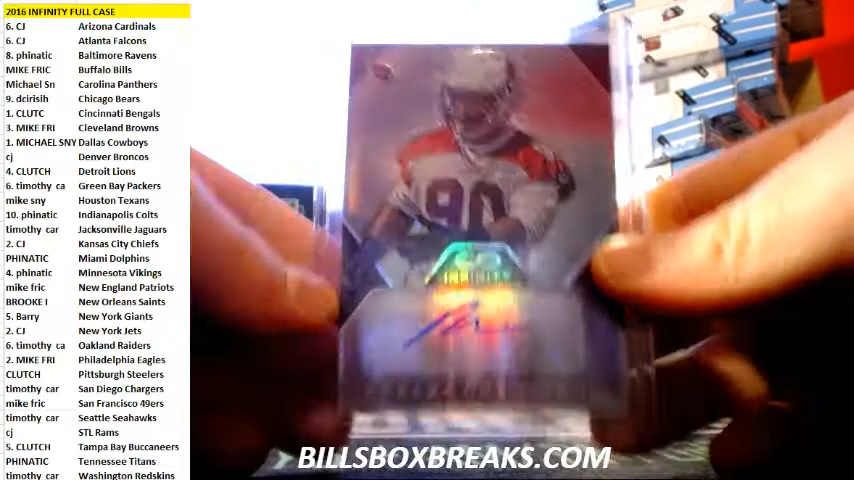 2016 INFINITY FULL CASE
6. CJ Arizona Cardinals
6. CJ Atlanta Falcons
8. phinatic Baltimore Ravens
MIKE FRIC Buffalo Bills
Michael Sn Carolina Panthers
9. dcirisih Chicago Bears
1. CLUTC Cincinnati Bengals
3. MIKE FRI Cleveland Browns
1. MICHAEL SNY Dallas Cowboys
cj Denver Broncos
4. CLUTCH Detroit Lions
6. timothy ca Green Bay Packers
mike sny Houston Texans
10. phinatic Indianapolis Colts
timothy car Jacksonville Jaguars
2. CJ Kansas City Chiefs
PHINATIC Miami Dolphins
4. phinatic Minnesota Vikings
mike fric New England Patriots
BROOKE I New Orleans Saints
5. Barry New York Giants
2. CJ New York Jets
6. timothy ca Oakland Raiders
2. MIKE FRI Philadelphia Eagles
CLUTCH Pittsburgh Steelers
timothy car San Diego Chargers
mike fric San Francisco 49ers
timothy car Seattle Seahawks
cj STL Rams
5. CLUTCH Tampa Bay Buccaneers
PHINATIC Tennessee Titans
timothy car Washington Redskins
90
INFINITY
BILLSBOXBREAKS.COM